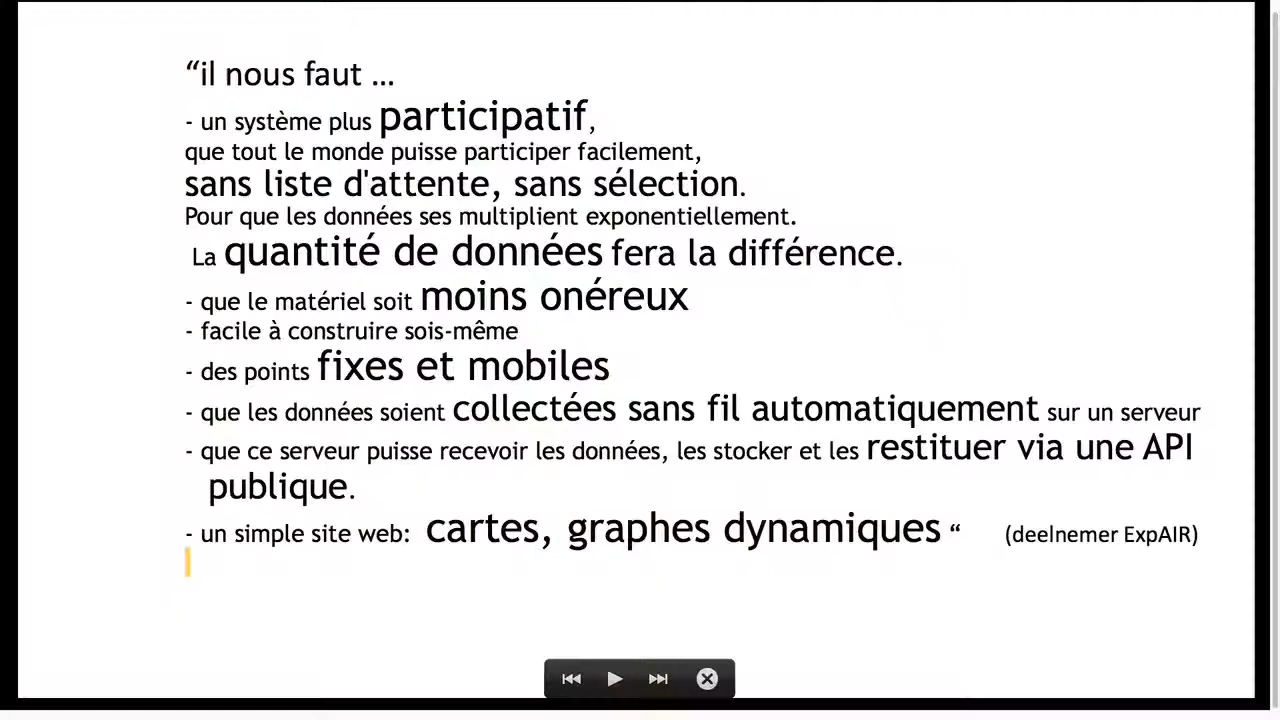 “il nous faut ...
- un système plus participatif,
que tout le monde puisse participer facilement,
sans liste d'attente, sans sélection.
Pour que les données ses multiplient exponentiellement.
La quantité de données fera la différence.
- que le matériel soit moins onéreux
- facile à construire sois-même
- des points fixes et mobiles
- que les données soient collectées sans fil automatiquement sur un serveur
- que ce serveur puisse recevoir les données, les stocker et les restituer via une API
publique.
- un simple site web: cartes, graphes dynamiques “ (deelnemer ExpAIR)